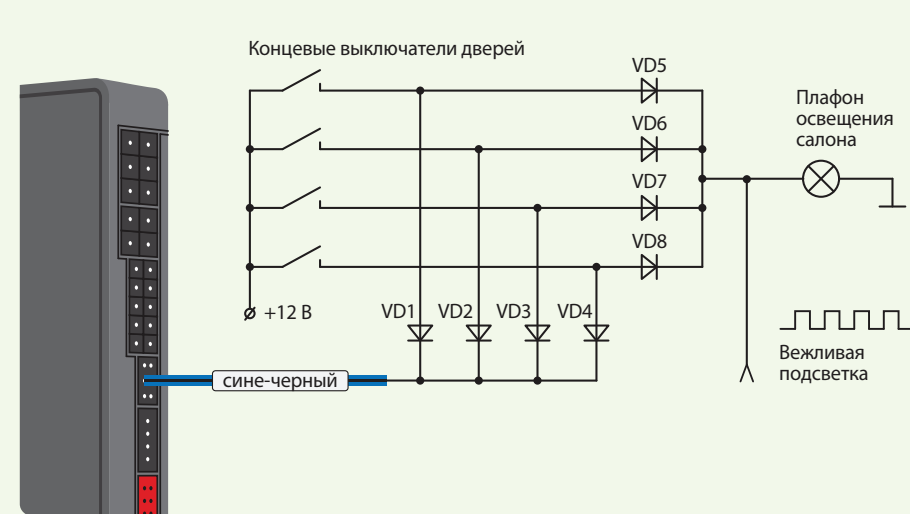 Концевые выключатели дверей
VD5
VD6
VD7
VD8
Плафон
освещения
салона
+12 В
VD1 VD2 VD3 VD4
Вежливая
подсветка
сине-черный